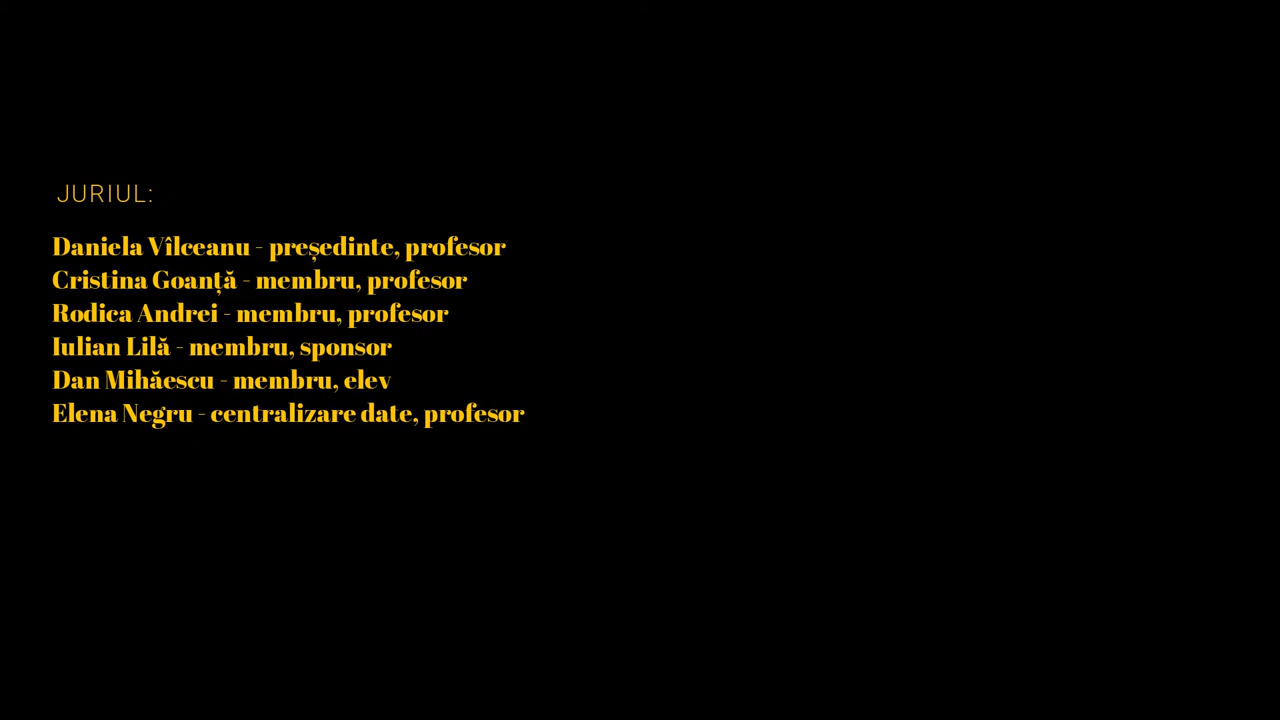 JURIUL:
Daniela Vîlceanu - președinte, profesor
Cristina Goanță - membru, profesor
Rodica Andrei - membru, profesor
Iulian Lilă - membru, sponsor
Dan Mihăescu - membru, elev
Elena Negru - centralizare date, profesor